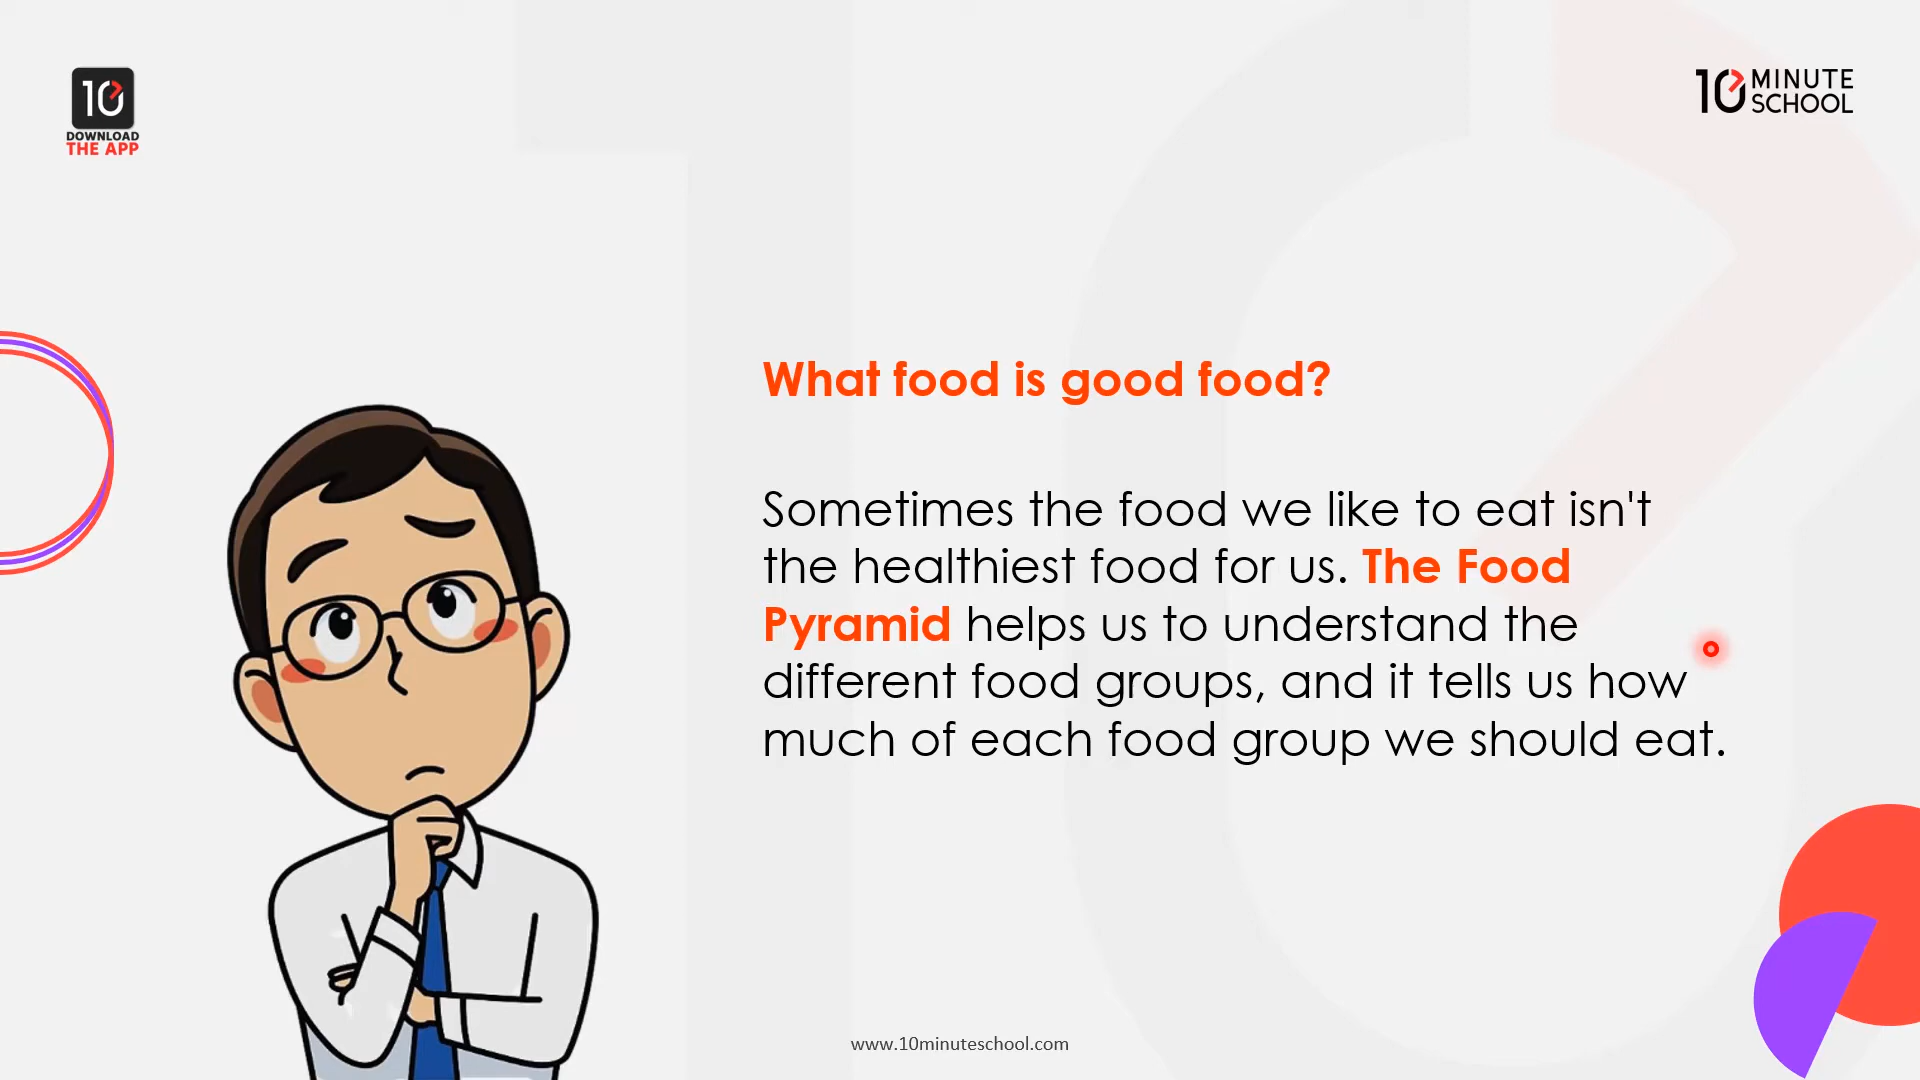 10
DOWNLOAD
THE APP
10 MINUTE
SCHOOL
What food is good food?
Sometimes the food we like to eat isn't
the healthiest food for us. The Food
Pyramid helps us to understand the
different food groups, and it tells us how
much of each food group we should eat.
www.10minuteschool.com